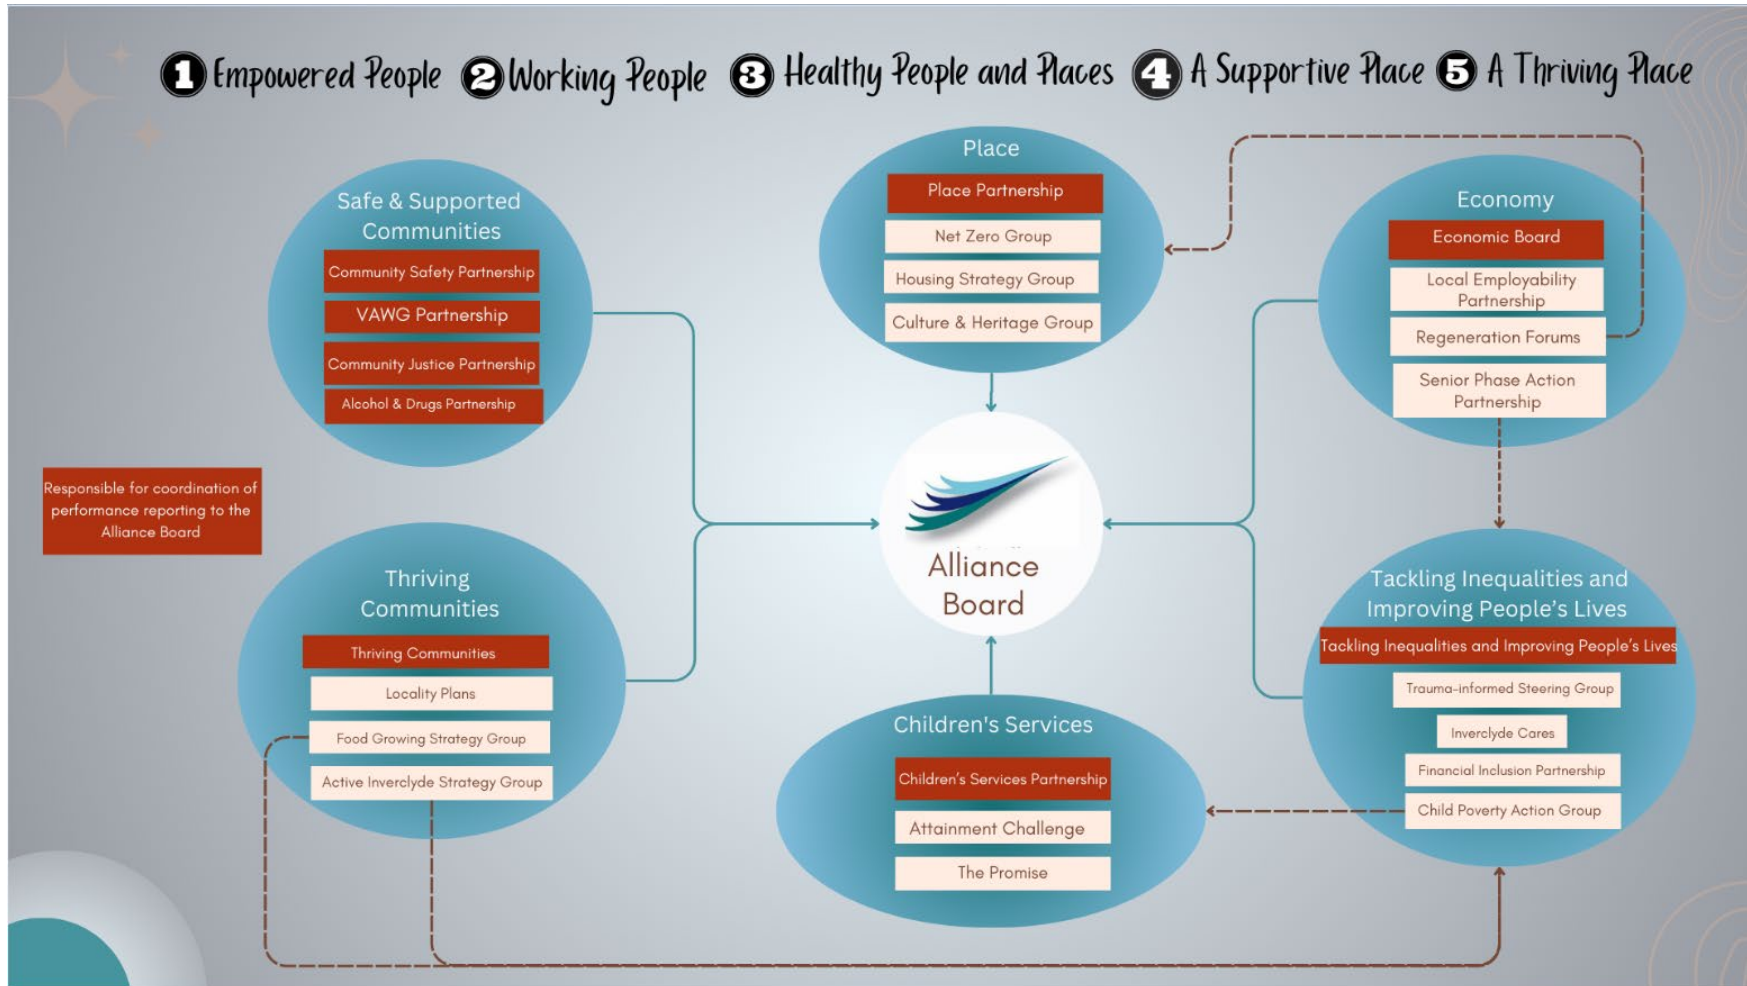 1 Empowered People 2 Working People 3 Healthy People and Places 4 A Supportive Place 5 A Thriving Place
Safe & Supported
Communities
Community Safety Partnership
VAWG Partnership
Community Justice Partnership
Alcohol & Drugs Partnership
Place
Place Partnership
Net Zero Group
Housing Strategy Group
Culture & Heritage Group
Economy
Economic Board
Local Employability
Partnership
Regeneration Forums
Senior Phase Action
Partnership
Responsible for coordination of
performance reporting to the
Alliance Board
Alliance
Board
Thriving
Communities
Thriving Communities
Locality Plans
Food Growing Strategy Group
Active Inverclyde Strategy Group
Children's Services
Children's Services Partnership
Attainment Challenge
The Promise
Tackling Inequalities and
Improving People's Lives
Tackling Inequalities and Improving People's Lives
Trauma-informed Steering Group
Inverclyde Cares
Financial Inclusion Partnership
Child Poverty Action Group